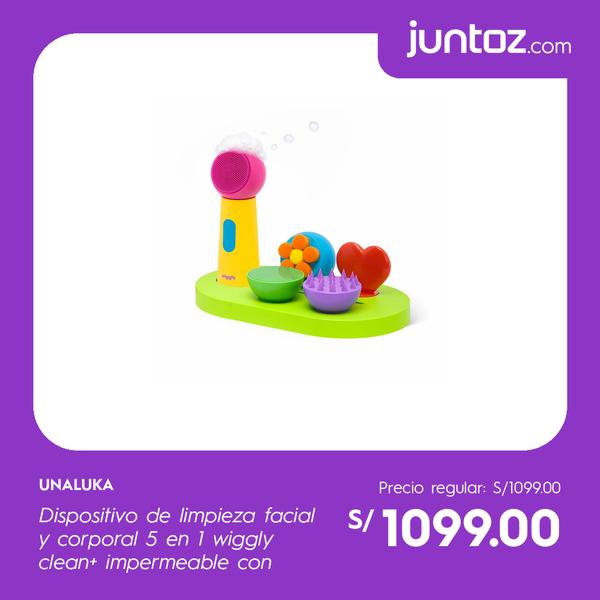 juntoz.com
wiggly
UNALUKA
Dispositivo de limpieza facial
y corporal 5 en 1 wiggly
clean+ impermeable con
Precio regular: S/1099.00
S/ 1099.00